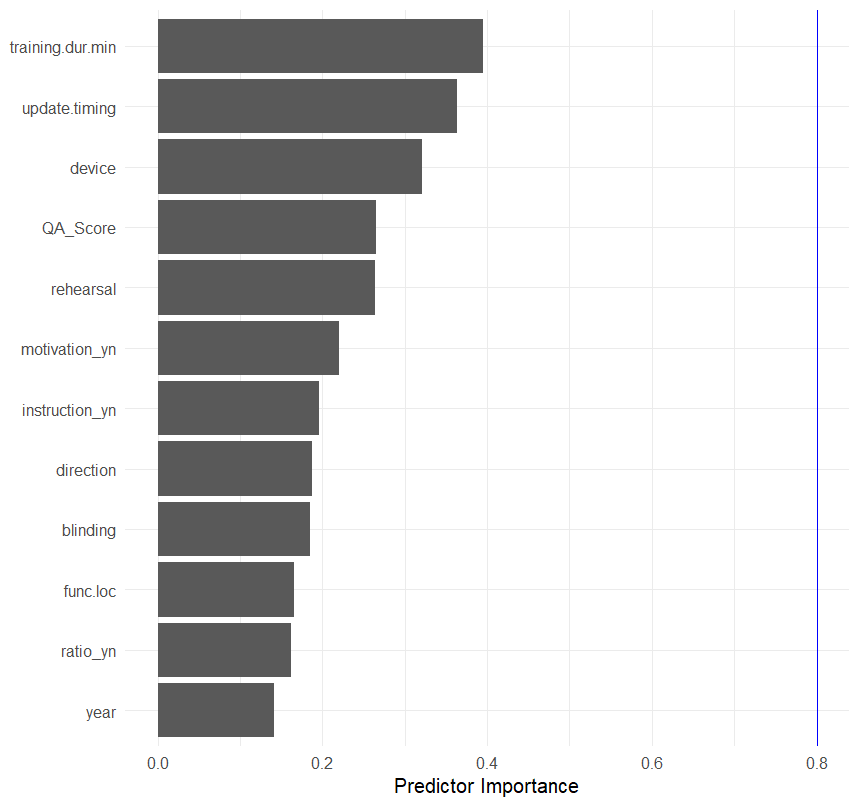 training.dur.min
update.timing
device
QA_Score
rehearsal
motivation_yn
instruction_yn
direction
blinding
func.loc
ratio_yn
year
0.0 0.2 0.4 0.6 0.8
Predictor Importance